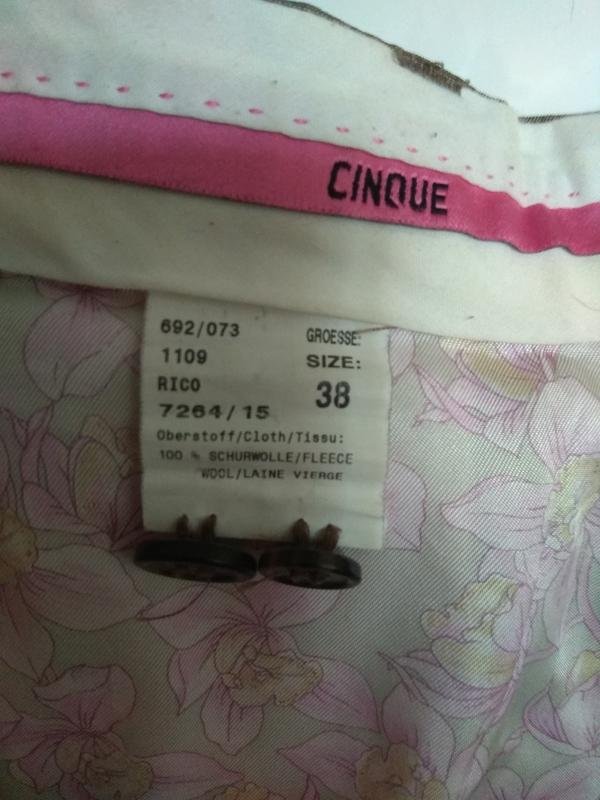 CINQUE
692/073
1109
RICO
7264/15
GROESSE:
SIZE:
38
Oberstoff/Cloth/Tissu:
100 % SCHURWOLLE/FLEECE
WOOL/LAINE VIERGE